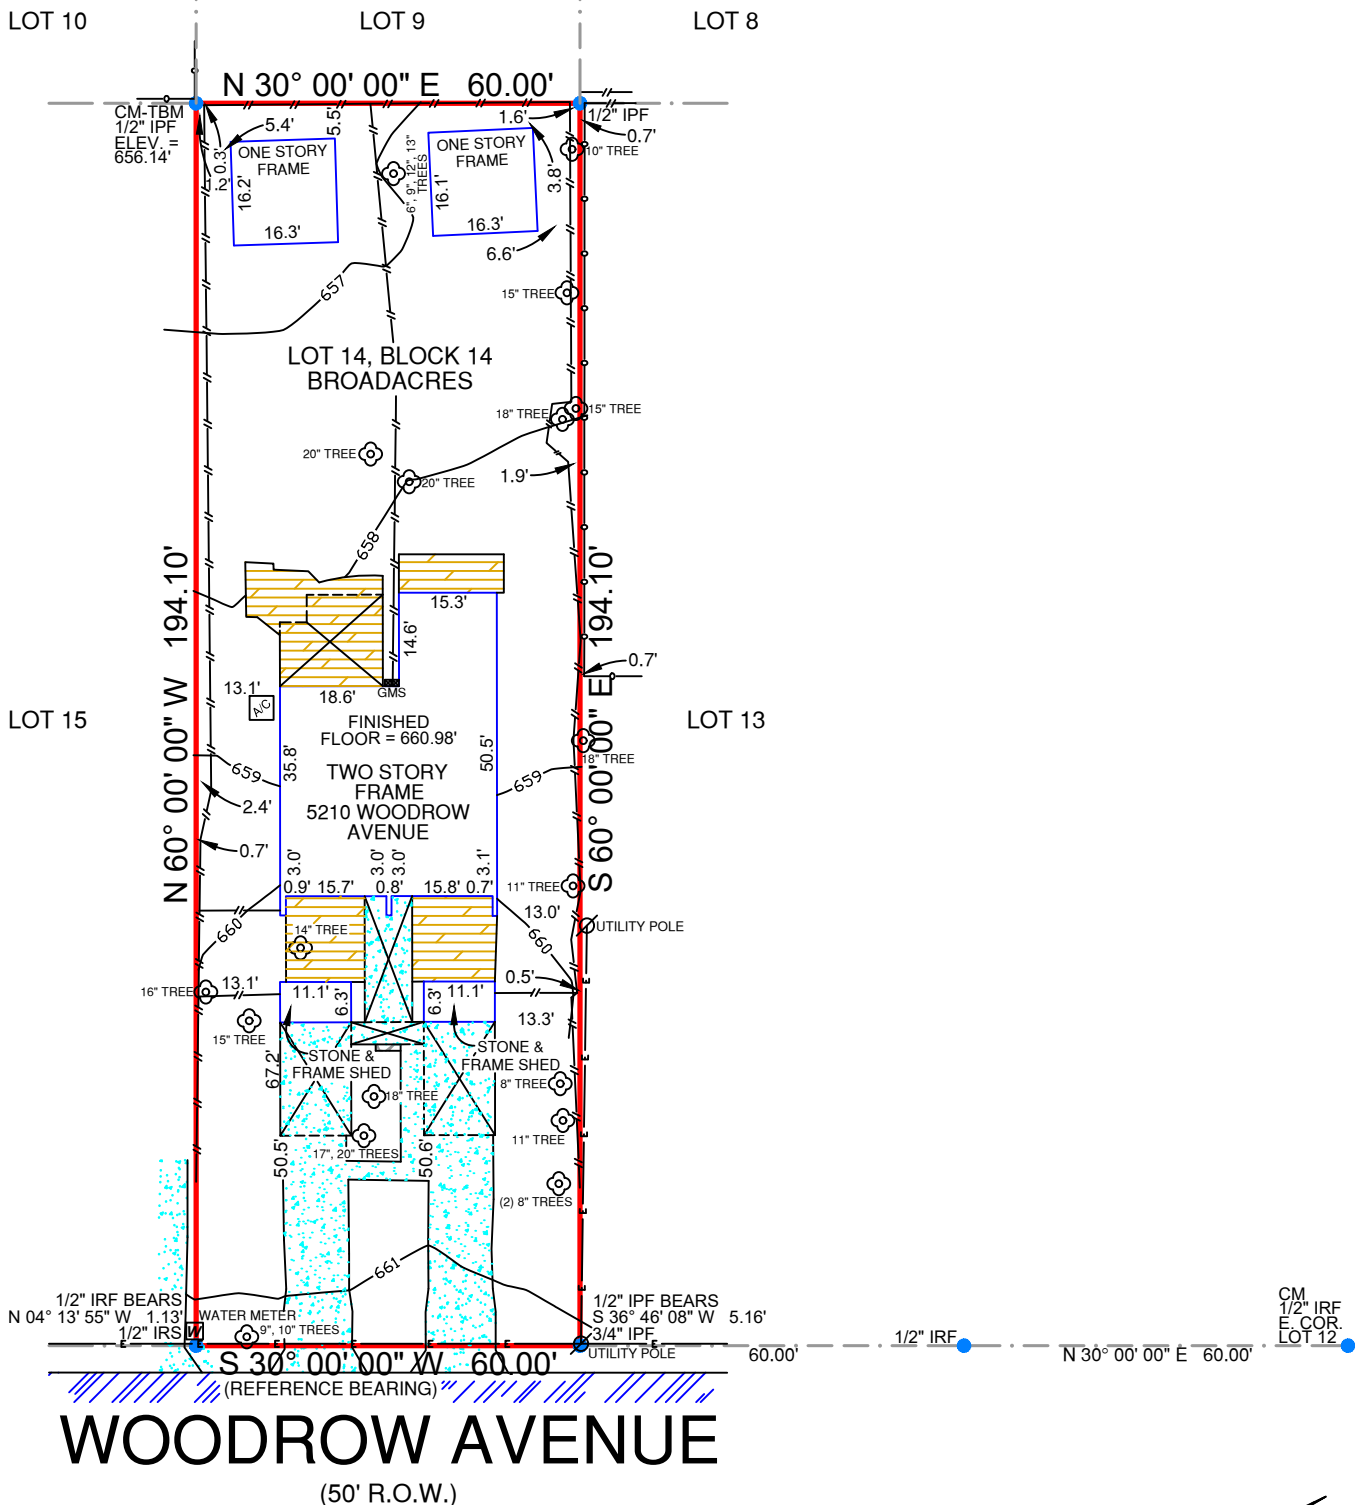 LOT 10
LOT 9
LOT 8
N 30° 00' 00" E 60.00'
CM-TBM
1/2" IPF
ELEV. =
656.14'
5.4'
5.5'
1.6'
1/2" IPF
0.7'
10" TREE
0.3'
1.2'
ONE STORY
FRAME
16.2'
16.3'
6", 9", 12", 13"
TREES
ONE STORY
FRAME
16.1'
16.3'
3.8'
6.6'
657
15" TREE
LOT 14, BLOCK 14
BROADACRES
18" TREE
15" TREE
20" TREE
20" TREE
1.9'
658
N 60° 00' 00" W 194.10'
S 60° 00' 00" E 194.10'
15.3'
14.6'
0.7'
13.1'
A/C
18.6'
GMS
LOT 15
LOT 13
FINISHED
FLOOR = 660.98'
35.8'
50.5'
18" TREE
659
659
TWO STORY
FRAME
5210 WOODROW
AVENUE
2.4'
0.7'
3.0'
3.0'
3.0'
3.1'
0.9' 15.7' 0.8' 15.8' 0.7'
11" TREE
13.0'
660
660
14" TREE
UTILITY POLE
16" TREE
13.1'
11.1'
6.3'
6.3'
11.1'
0.5'
13.3'
15" TREE
67.2'
STONE &
FRAME SHED
STONE &
FRAME SHED
18" TREE
8" TREE
11" TREE
17", 20" TREES
50.5'
50.6'
(2) 8" TREES
661
1/2" IRF BEARS
N 04° 13' 55" W 1.13'
1/2" IRS
WATER METER
W
9", 10" TREES
1/2" IPF BEARS
S 36° 46' 08" W 5.16'
3/4" IPF
UTILITY POLE
E
E
E
E
E
E
E
E
E
E
S 30° 00' 00" W 60.00'
(REFERENCE BEARING)
60.00'
1/2" IRF
N 30° 00' 00" E 60.00'
CM
1/2" IRF
E. COR.
LOT 12
WOODROW AVENUE
(50' R.O.W.)